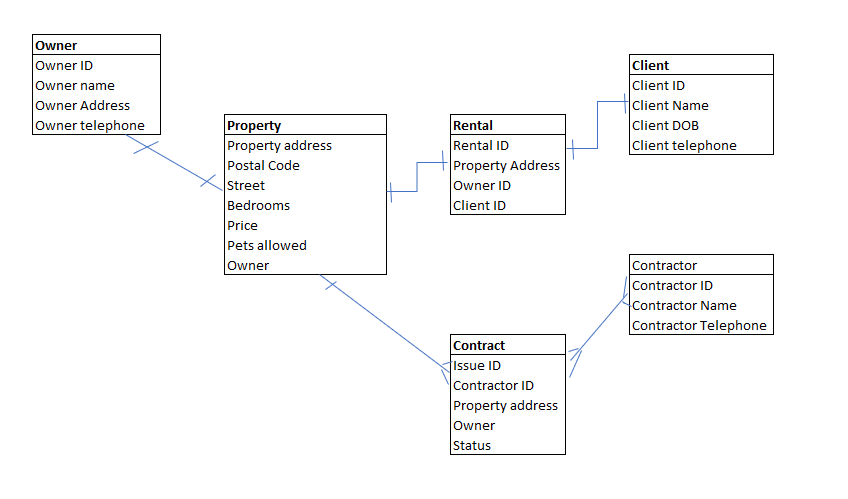 Owner
Owner ID
Owner name
Owner Address
Owner telephone
Property
Property address
Postal Code
Street
Bedrooms
Price
Pets allowed
Owner
Rental
Rental ID
Property Address
Owner ID
Client ID
Client
Client ID
Client Name
Client DOB
Client telephone
Contractor
Contractor ID
Contractor Name
Contractor Telephone
Contract
Issue ID
Contractor ID
Property address
Owner
Status